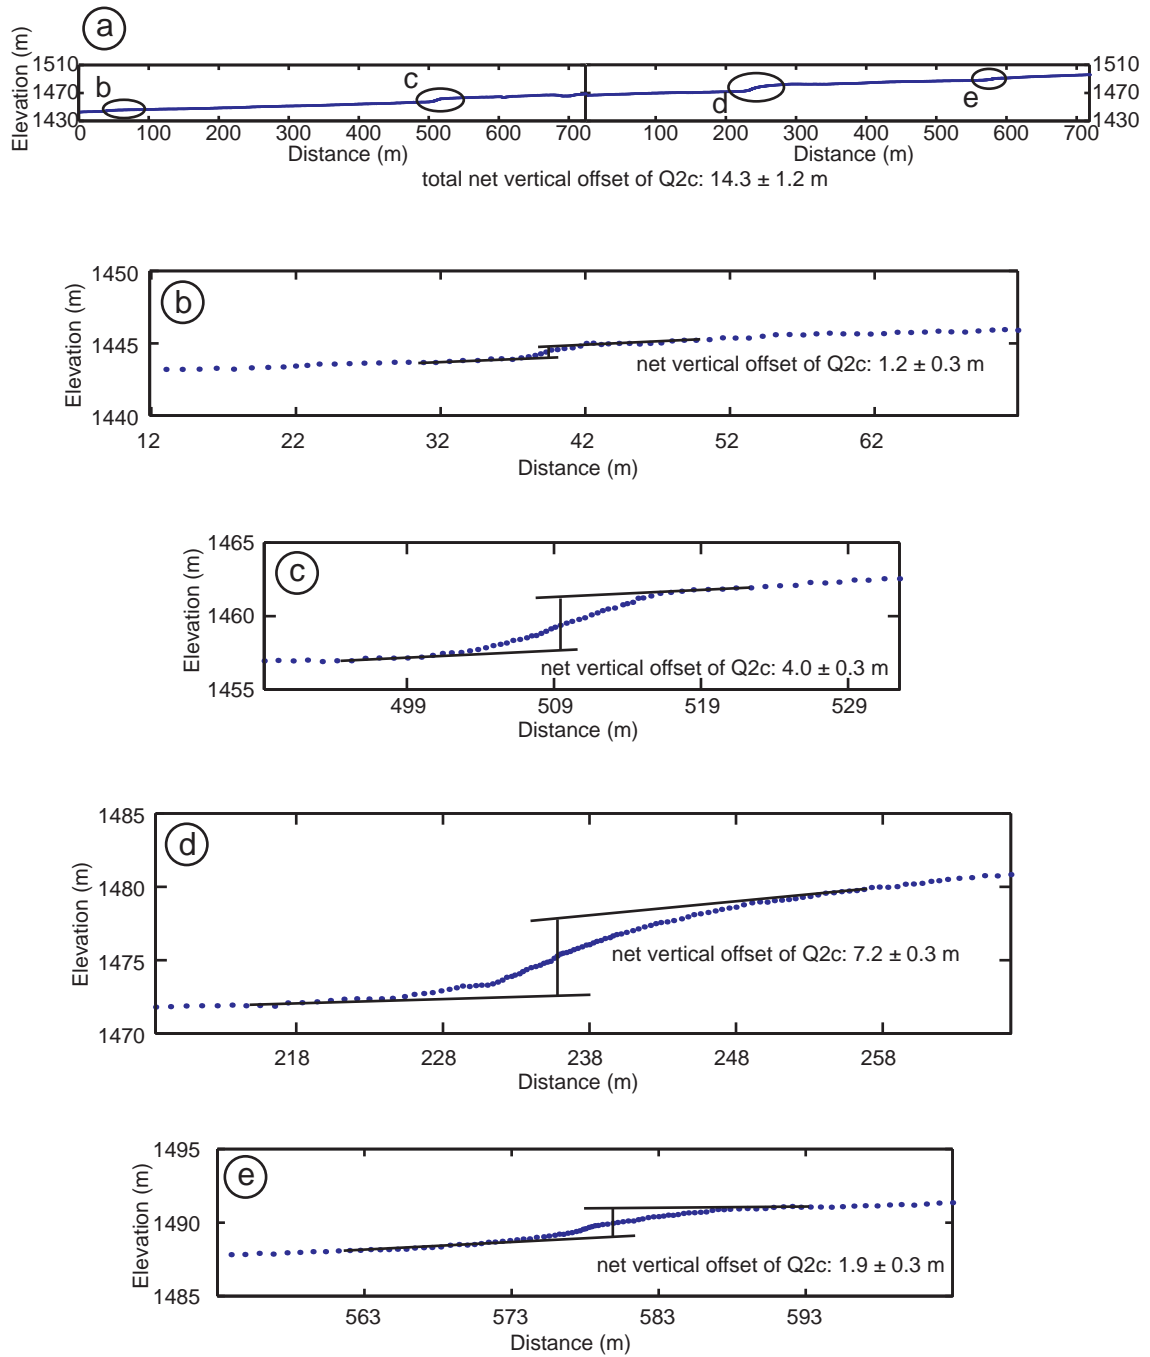 a
Elevation (m)
1510
1470
1430
b
c
d
e
1510
1470
1430
0 100 200 300 400 500 600 700 100 200 300 400 500 600 700
Distance (m) Distance (m)
total net vertical offset of Q2c: 14.3 ± 1.2 m
b
Elevation (m)
1450
1445
1440
net vertical offset of Q2c: 1.2 ± 0.3 m
12 22 32 42 52 62
Distance (m)
c
Elevation (m)
1465
1460
1455
net vertical offset of Q2c: 4.0 ± 0.3 m
499 509 519 529
Distance (m)
d
Elevation (m)
1485
1480
1475
1470
net vertical offset of Q2c: 7.2 ± 0.3 m
218 228 238 248 258
Distance (m)
e
Elevation (m)
1495
1490
1485
net vertical offset of Q2c: 1.9 ± 0.3 m
563 573 583 593
Distance (m)